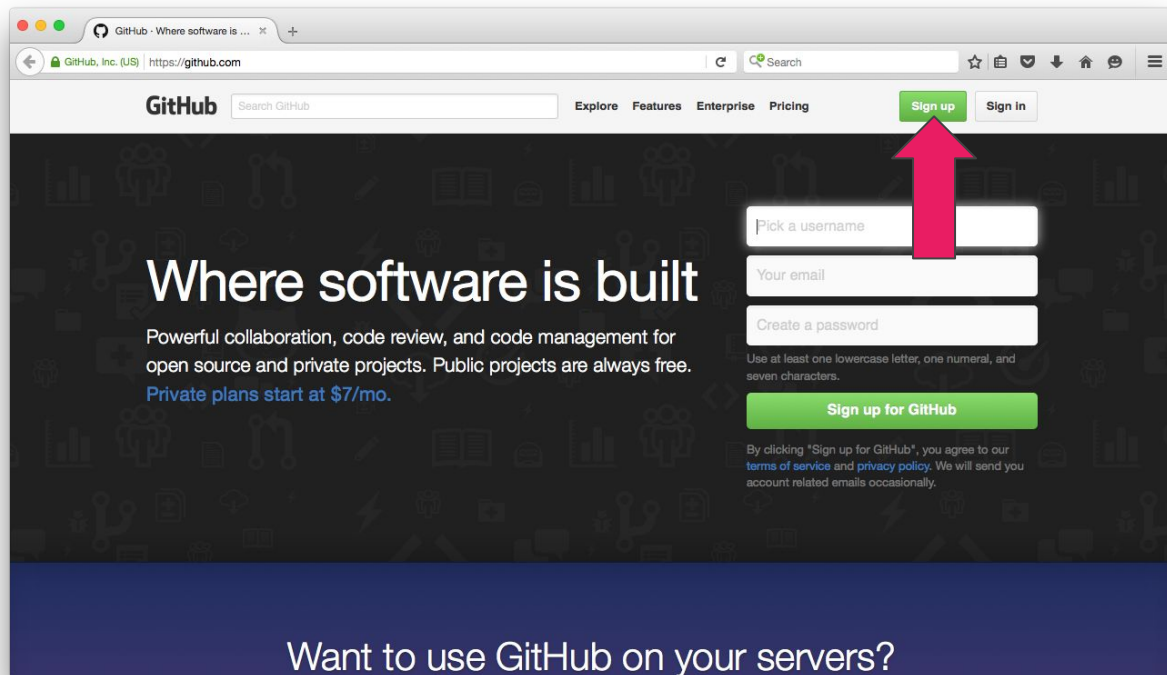 GitHub · Where software is ...
GitHub, Inc. (US) https://github.com Search
GitHub Search GitHub Explore Features Enterprise Pricing Sign up Sign in
Pick a username
Where software is built
Your email
Powerful collaboration, code review, and code management for
open source and private projects. Public projects are always free.
Private plans start at $7/mo.
Create a password
Use at least one lowercase letter, one numeral, and
seven characters.
Sign up for GitHub
By clicking "Sign up for GitHub", you agree to our
terms of service and privacy policy. We will send you
account related emails occasionally.
Want to use GitHub on your servers?